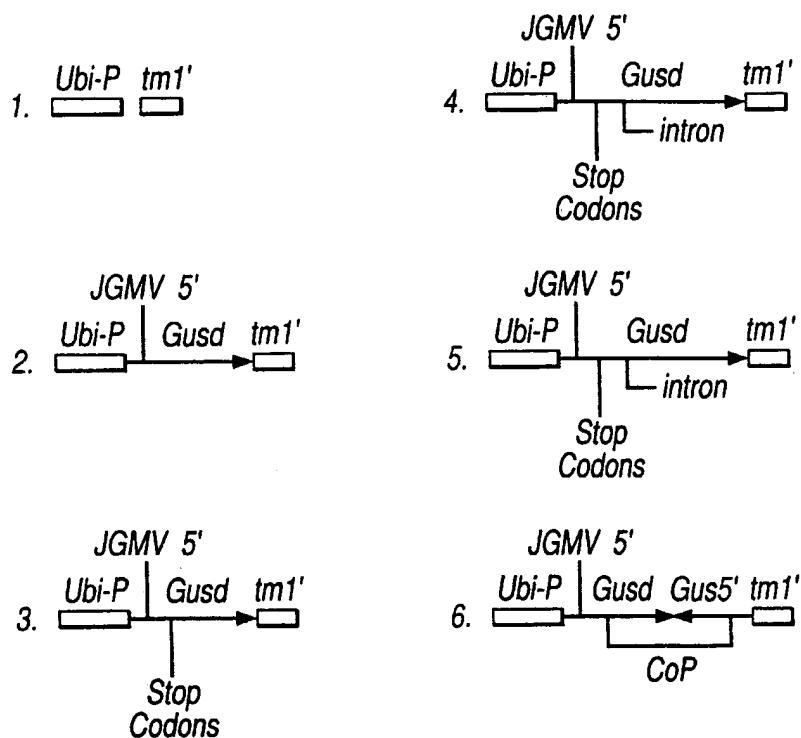 1.
Ubi-P tm1'
2.
JGMV 5'
Ubi-P Gusd tm1'
3.
JGMV 5'
Ubi-P Gusd tm1'
Stop
Codons
4.
JGMV 5'
Ubi-P Gusd tm1'
intron
Stop
Codons
5.
JGMV 5'
Ubi-P Gusd tm1'
intron
Stop
Codons
6.
JGMV 5'
Ubi-P Gusd Gus5' tm1'
CoP